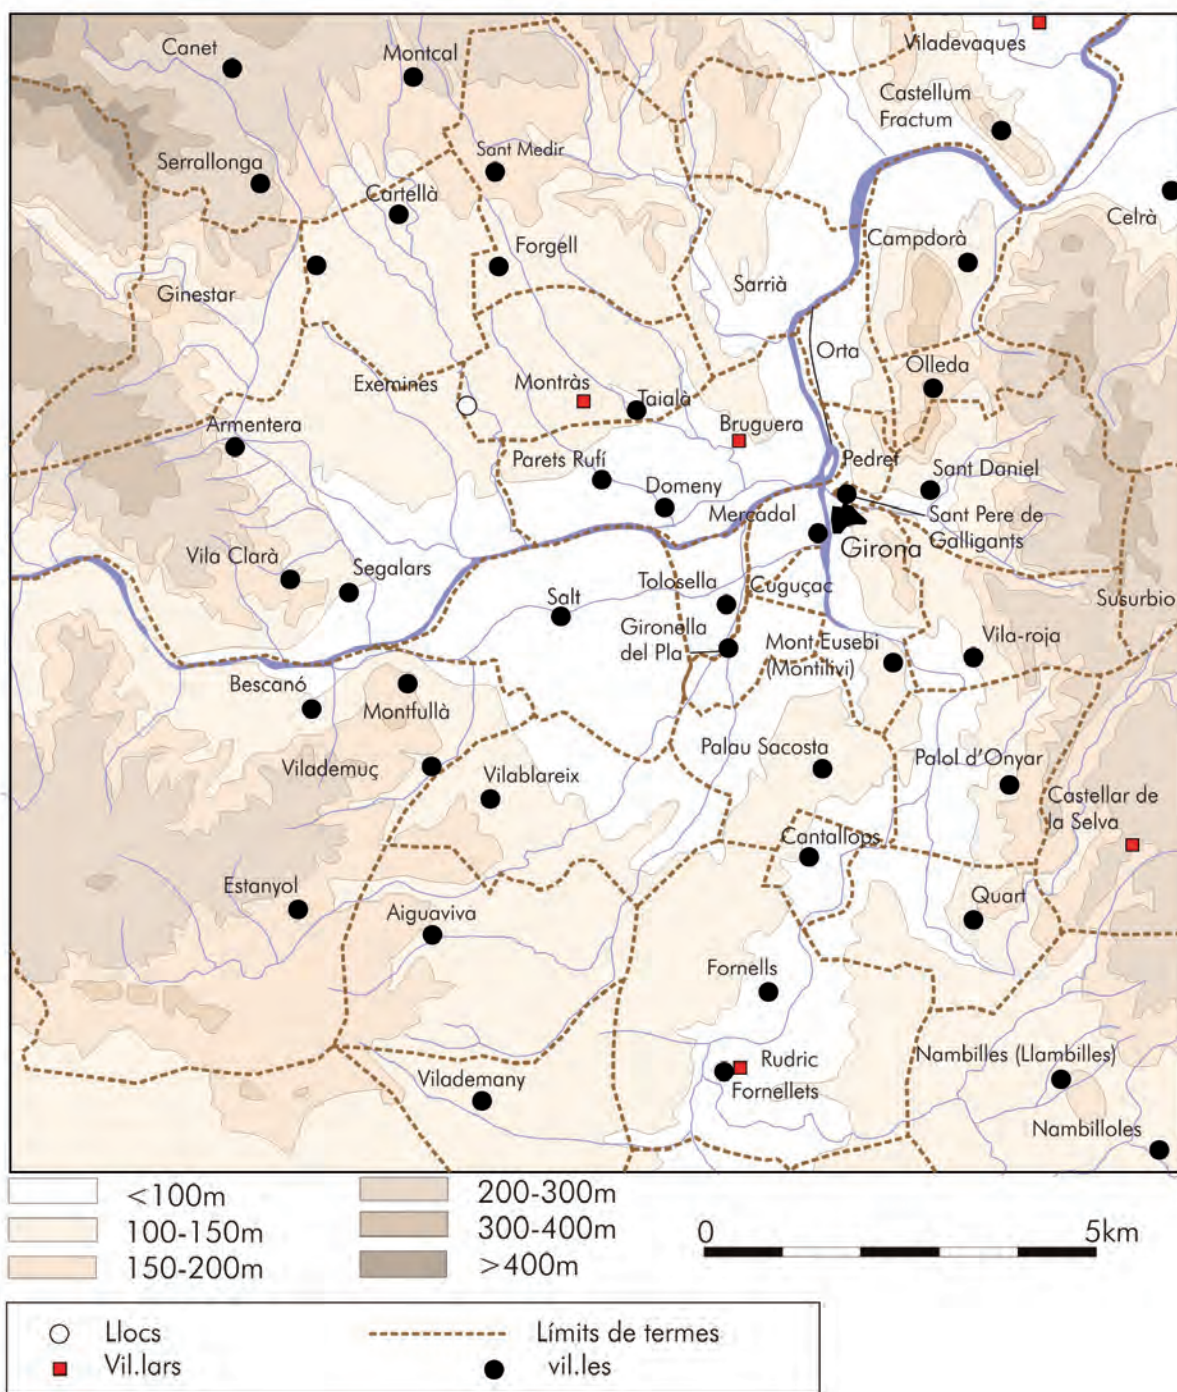 Canet
Montcal
Viladevaques
Castellum
Fractum
Sant Medir
Serrallonga
Cartellà
Celrà
Campdorà
Forgell
Sarrià
Ginestar
Orta
Olleda
Exemines
Montràs
Taialà
Bruguera
Armentera
Parets Rufí
Pedret
Sant Daniel
Domeny
Mercadal
Sant Pere de
Galligants
Girona
Vila Clarà
Segalars
Salt
Tolosella
Cuguçac
Susurbio
Gironella
del Pla
Mont Eusebi
(Montilivi)
Vila-roja
Bescanó
Montfullà
Vilademuç
Vilablareix
Palau Sacosta
Palol d'Onyar
Castellar de
la Selva
Cantallops
Estanyol
Aiguaviva
Quart
Fornells
Rudric
Fornellets
Nambilles (Llambilles)
Vilademany
Nambilloles
<100m
100-150m
150-200m
200-300m
300-400m
>400m
0 5km
Llocs
Límits de termes
Vil.lars
vil.les